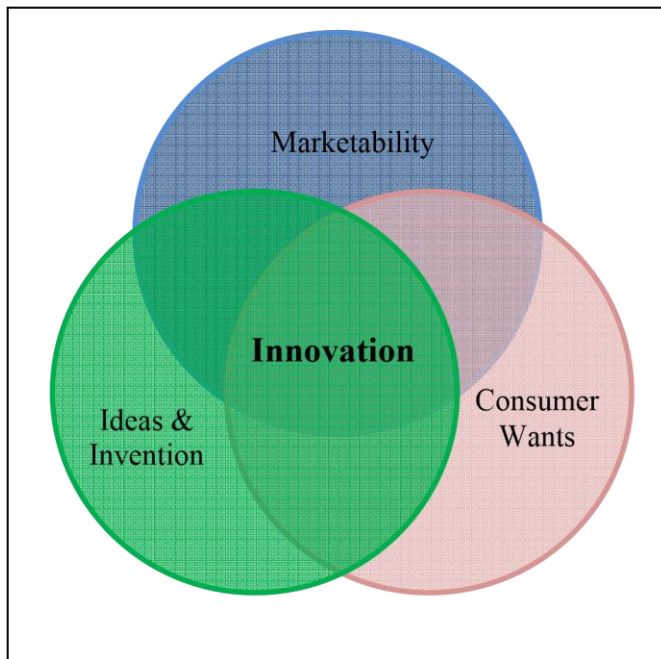 Marketability
Innovation
Ideas &
Invention
Consumer
Wants